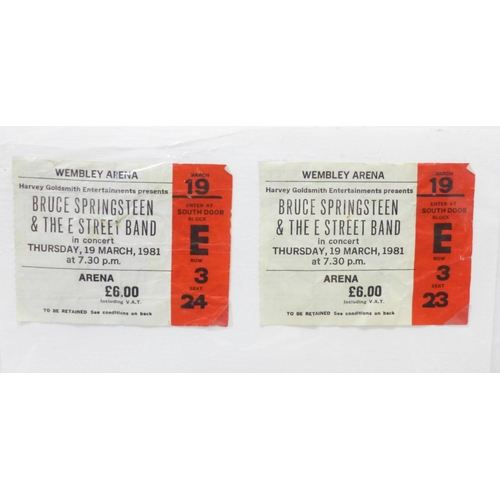 WEMBLEY ARENA
Harvey Goldsmith Entertainments presents
BRUCE SPRINGSTEEN
& THE E STREET BAND
in concert
THURSDAY, 19 MARCH, 1981
at 7.30 p.m.
ARENA
£6.00
including V.A.T.
TO BE RETAINED See conditions on back
MARCH
19
ENTER AT
SOUTH DOOR
BLOCK
E
ROW
3
SEAT
24
WEMBLEY ARENA
Harvey Goldsmith Entertainments presents
BRUCE SPRINGSTEEN
& THE E STREET BAND
in concert
THURSDAY, 19 MARCH, 1981
at 7.30 p.m.
ARENA
£6.00
including V.A.T.
TO BE RETAINED See conditions on back
MARCH
19
ENTER AT
SOUTH DOOR
BLOCK
E
ROW
3
SEAT
23